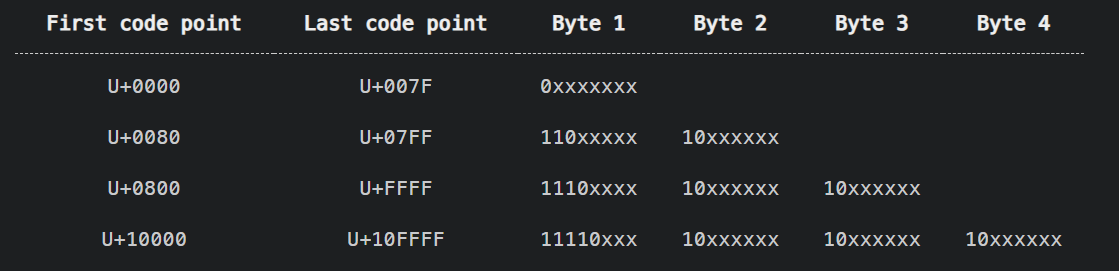 First code point Last code point Byte 1 Byte 2 Byte 3 Byte 4
U+0000 U+007F 0xxxxxxx
U+0080 U+07FF 110xxxxx 10xxxxxx
U+0800 U+FFFF 1110xxxx 10xxxxxx 10xxxxxx
U+10000 U+10FFFF 11110xxx 10xxxxxx 10xxxxxx 10xxxxxx